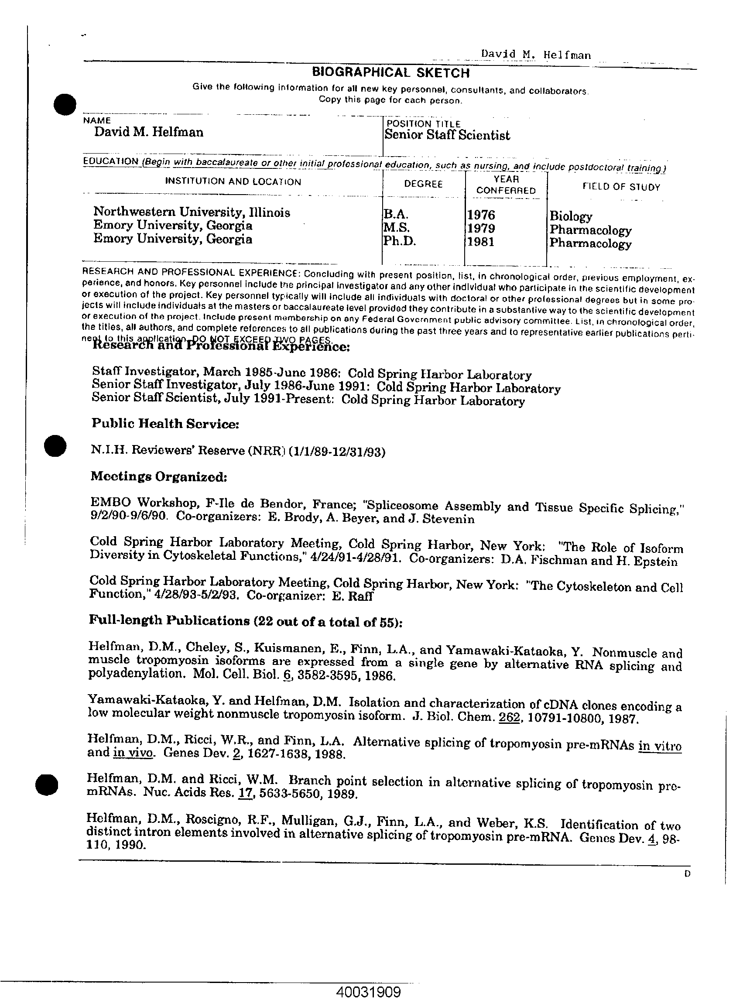 David M. Helfman
BIOGRAPHICAL SKETCH
Give the following information for all new key personnel, consultants, and collaborators.
Copy this page for each person.
NAME
David M. Helfman
POSITION TITLE
Senior Staff Scientist
EDUCATION (Begin with baccalaureate or other initial professional education, such as nursing, and include postdoctoral training.)
INSTITUTION AND LOCATION
DEGREE
YEAR
CONFERRED
FIELD OF STUDY
Northwestern University, Illinois B.A. 1976 Biology
Emory University, Georgia M.S. 1979 Pharmacology
Emory University, Georgia Ph.D. 1981 Pharmacology
RESEARCH AND PROFESSIONAL EXPERIENCE: Concluding with present position, list, in chronological order, previous employment, ex-
perience, and honors. Key personnel include the principal investigator and any other individual who participate in the scientific development
or execution of the project. Key personnel typically will include all individuals with doctoral or other professional degrees but in some pro-
jects will include individuals at the masters or baccalaureate level provided they contribute in a substantive way to the scientific development
or execution of the project. Include present membership on any Federal Government public advisory committee. List, in chronological order,
the titles, all authors, and complete references to all publications during the past three years and to representative earlier publications perti-
nent to this application. DO NOT EXCEED TWO PAGES.
Research and Professional Experience:
Staff Investigator, March 1985-June 1986: Cold Spring Harbor Laboratory
Senior Staff Investigator, July 1986-June 1991: Cold Spring Harbor Laboratory
Senior Staff Scientist, July 1991-Present: Cold Spring Harbor Laboratory
Public Health Service:
N.I.H. Reviewers' Reserve (NRR) (1/1/89-12/31/93)
Meetings Organized:
EMBO Workshop, F-Ile de Bendor, France; "Spliceosome Assembly and Tissue Specific Splicing,"
9/2/90-9/6/90. Co-organizers: E. Brody, A. Beyer, and J. Stevenin
Cold Spring Harbor Laboratory Meeting, Cold Spring Harbor, New York: "The Role of Isoform
Diversity in Cytoskeletal Functions," 4/24/91-4/28/91. Co-organizers: D.A. Fischman and H. Epstein
Cold Spring Harbor Laboratory Meeting, Cold Spring Harbor, New York: "The Cytoskeleton and Cell
Function," 4/28/93-5/2/93. Co-organizer: E. Raff
Full-length Publications (22 out of a total of 55):
Helfman, D.M., Cheley, S., Kuismanen, E., Finn, L.A., and Yamawaki-Kataoka, Y. Nonmuscle and
muscle tropomyosin isoforms are expressed from a single gene by alternative RNA splicing and
polyadenylation. Mol. Cell. Biol. 6, 3582-3595, 1986.
Yamawaki-Kataoka, Y. and Helfman, D.M. Isolation and characterization of cDNA clones encoding a
low molecular weight nonmuscle tropomyosin isoform. J. Biol. Chem. 262, 10791-10800, 1987.
Helfman, D.M., Ricci, W.R., and Finn, L.A. Alternative splicing of tropomyosin pre-mRNAs in vitro
and in vivo. Genes Dev. 2, 1627-1638, 1988.
Helfman, D.M. and Ricci, W.M. Branch point selection in alternative splicing of tropomyosin pre-
mRNAs. Nuc. Acids Res. 17, 5633-5650, 1989.
Helfman, D.M., Roscigno, R.F., Mulligan, G.J., Finn, L.A., and Weber, K.S. Identification of two
distinct intron elements involved in alternative splicing of tropomyosin pre-mRNA. Genes Dev. 4, 98-
110, 1990.
D
40031909